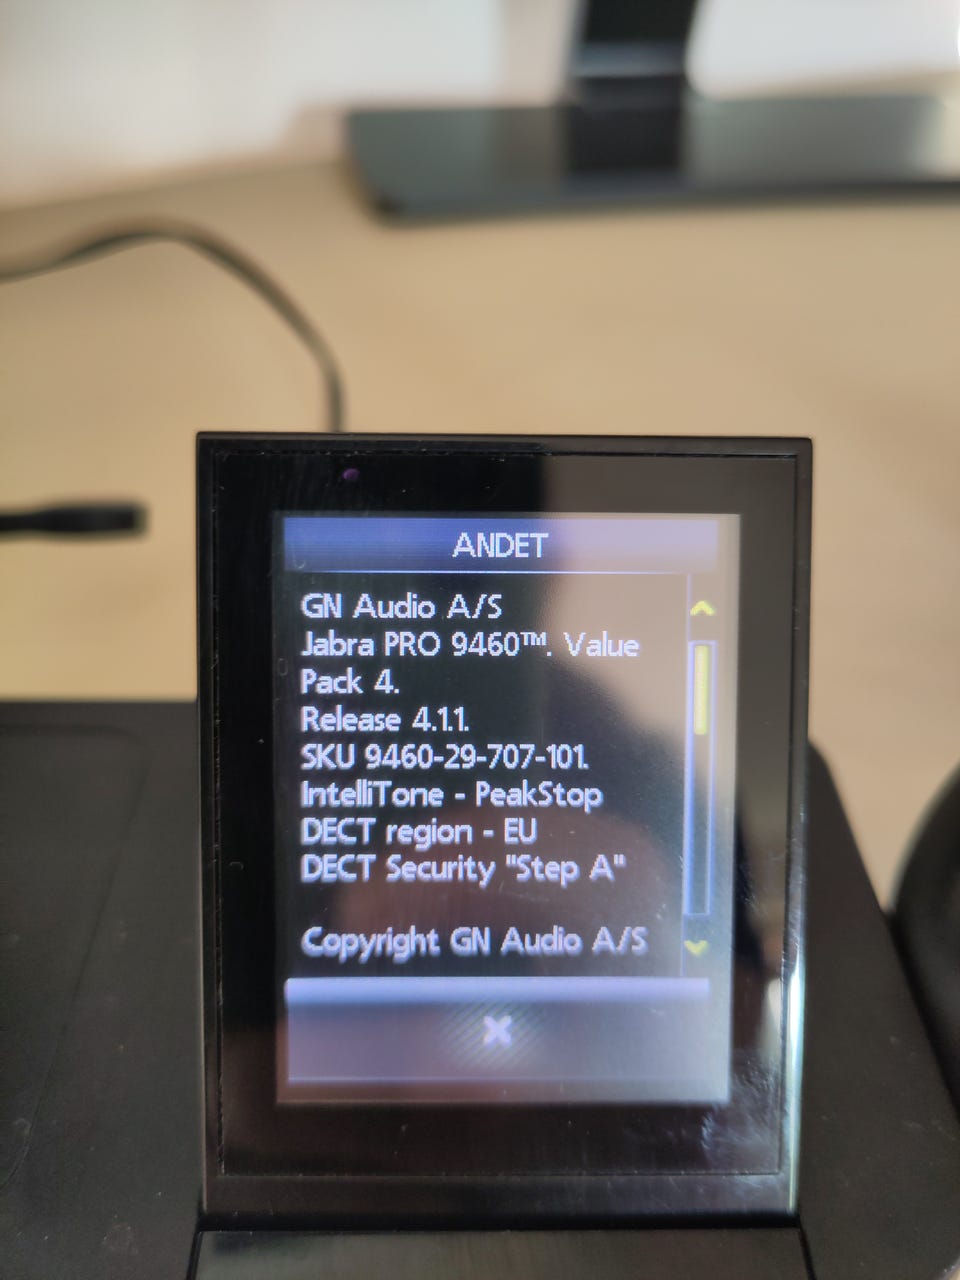 ANDET
GN Audio A/S
Jabra PRO 9460™. Value
Pack 4.
Release 4.1.1.
SKU 9460-29-707-101.
IntelliTone - PeakStop
DECT region - EU
DECT Security "Step A"
Copyright GN Audio A/S